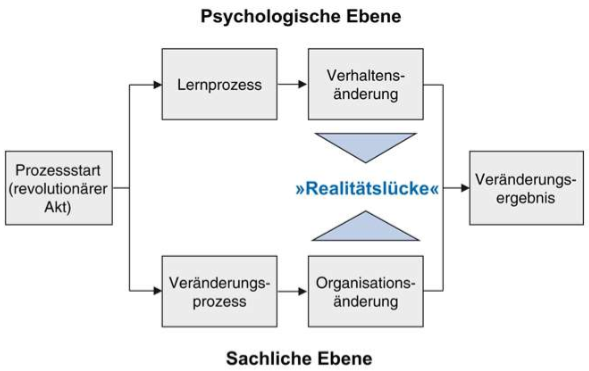 Psychologische Ebene
Lernprozess
Verhaltens-
änderung
Prozessstart
(revolutionärer
Akt)
»Realitätslücke«
Veränderungs-
ergebnis
Veränderungs-
prozess
Organisations-
änderung
Sachliche Ebene